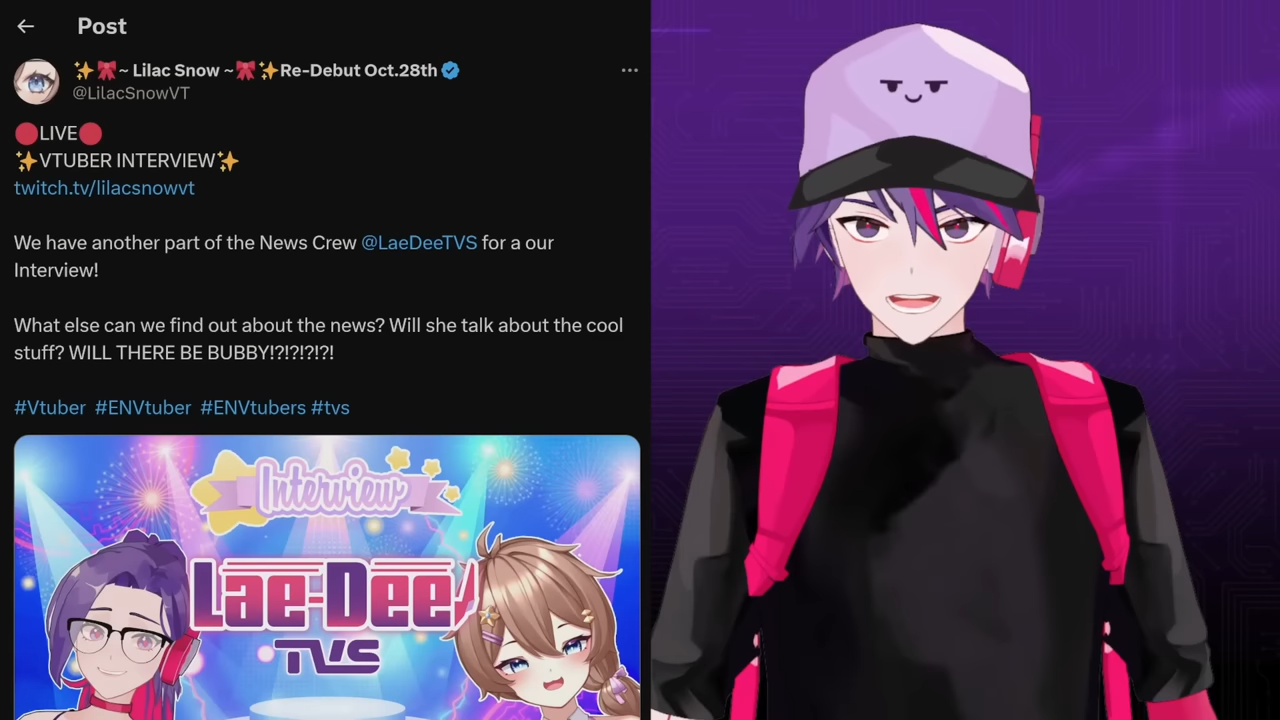 Post
✨🎀~ Lilac Snow ~🎀✨Re-Debut Oct.28th
@LilacSnowVT
🔴LIVE🔴
✨VTUBER INTERVIEW✨
twitch.tv/lilacsnowvt
We have another part of the News Crew @LaeDeeTVS for a our
Interview!
What else can we find out about the news? Will she talk about the cool
stuff? WILL THERE BE BUBBY!?!?!?!?!
#Vtuber #ENVtuber #ENVtubers #tvs
Interview
Lae-Dee
TVS